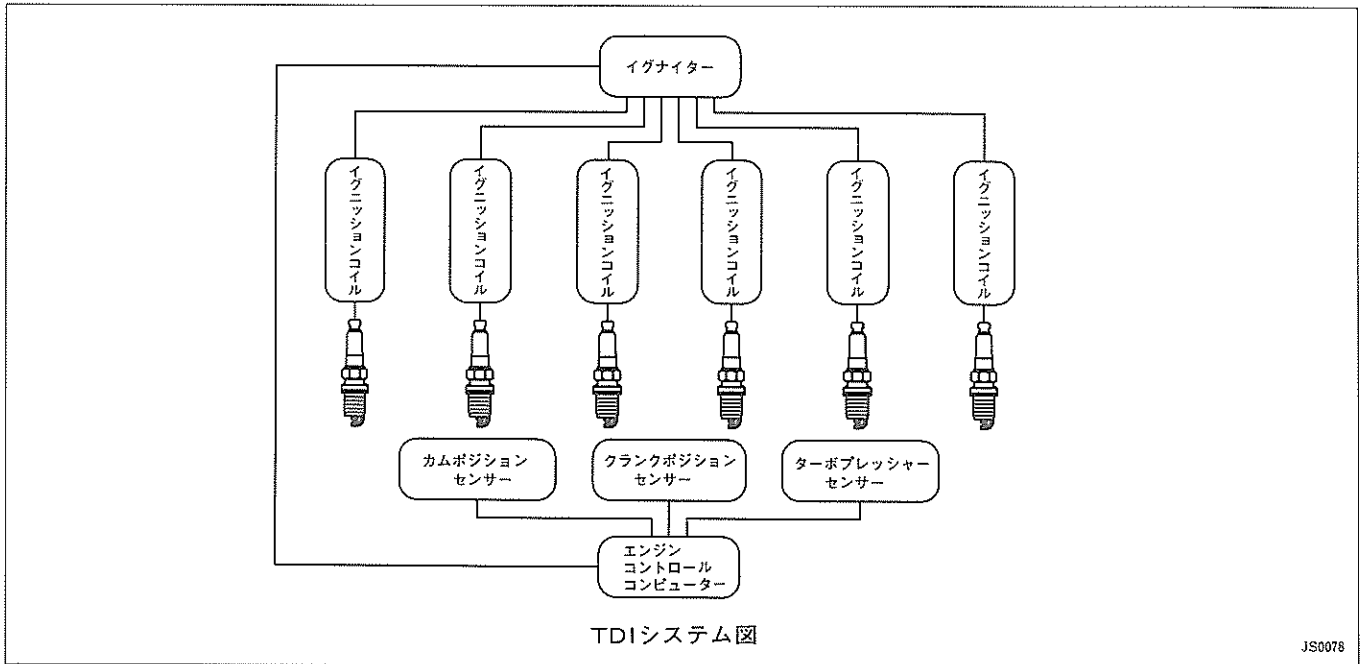 イグナイター
イグニッションコイル
イグニッションコイル
イグニッションコイル
イグニッションコイル
イグニッションコイル
イグニッションコイル
カムポジション
センサー
クランクポジション
センサー
ターボプレッシャー
センサー
エンジン
コントロール
コンピューター
TDIシステム図
JS0078